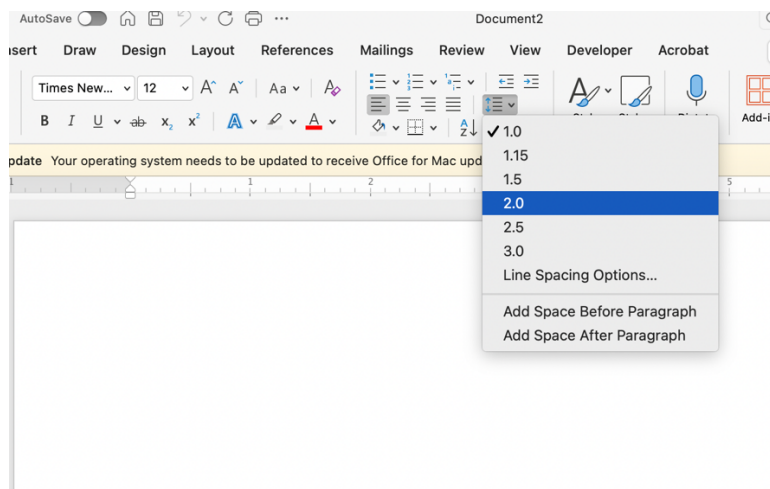 AutoSave
Document2
Draw Design Layout References Mailings Review View Developer Acrobat
Times New... 12 Aa
B I U ab x2 x2 A A
Add-i
Your operating system needs to be updated to receive Office for Mac
1 1 2 5
1.0
1.15
1.5
2.0
2.5
3.0
Line Spacing Options...
Add Space Before Paragraph
Add Space After Paragraph